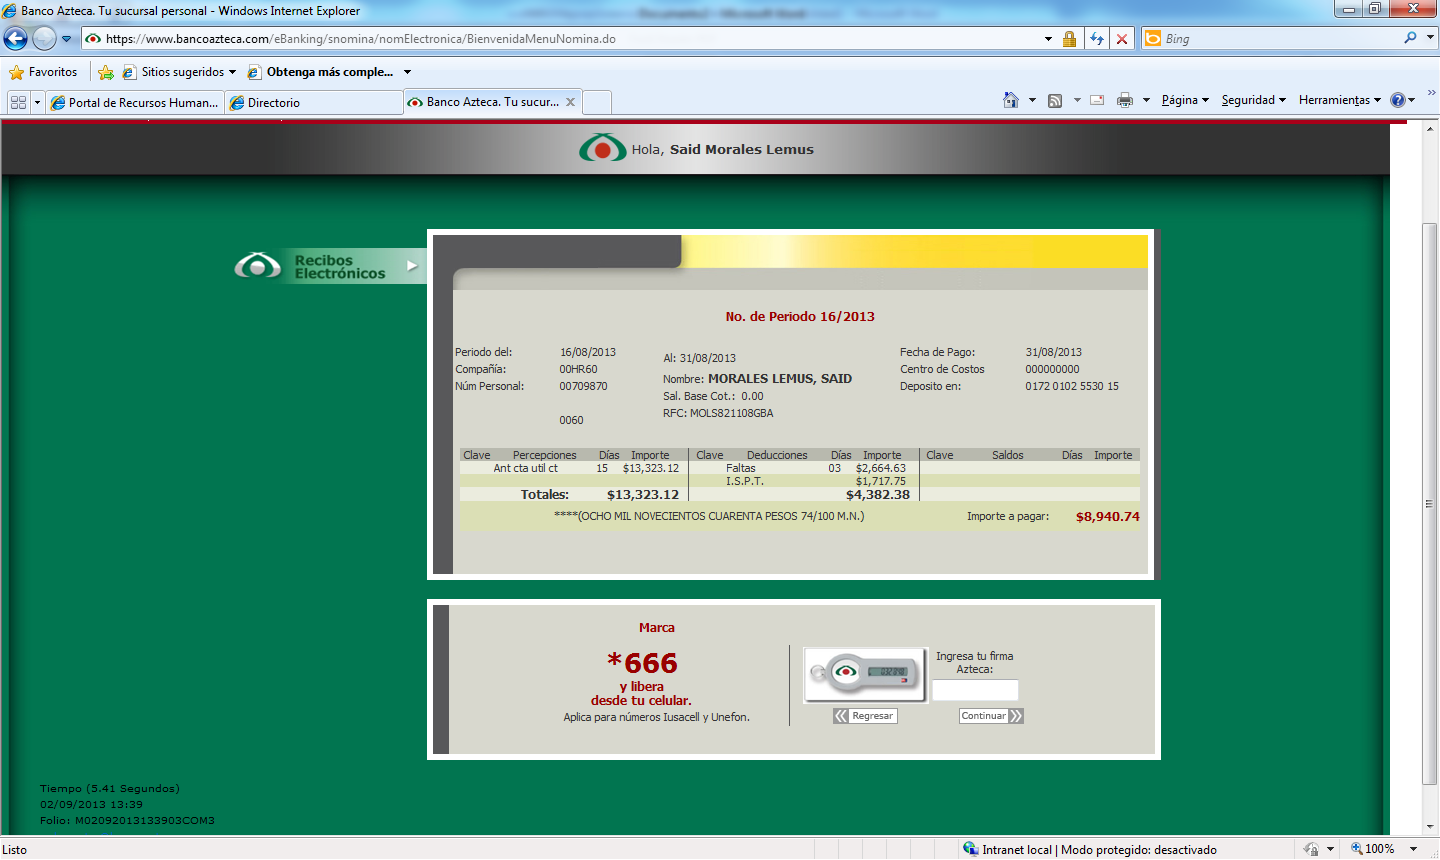 Banco Azteca. Tu sucursal personal - Windows Internet Explorer
https://www.bancoazteca.com/eBanking/snomina/nomElectronica/BienvenidaMenuNomina.do
Bing
Favoritos
Sitios sugeridos
Obtenga más comple...
Portal de Recursos Human...
Directorio
Banco Azteca. Tu sucur...
Página
Seguridad
Herramientas
Hola, Said Morales Lemus
Recibos
Electrónicos
No. de Periodo 16/2013
Periodo del: 16/08/2013 Al: 31/08/2013 Fecha de Pago: 31/08/2013
Compañía: 00HR60 Nombre: MORALES LEMUS, SAID Centro de Costos 000000000
Núm Personal: 00709870 Sal. Base Cot.: 0.00 Deposito en: 0172 0102 5530 15
0060 RFC: MOLS821108GBA
Clave Percepciones Días Importe Clave Deducciones Días Importe Clave Saldos Días Importe
Ant cta util ct 15 $13,323.12 Faltas 03 $2,664.63
I.S.P.T. $1,717.75
Totales: $13,323.12 $4,382.38
****(OCHO MIL NOVECIENTOS CUARENTA PESOS 74/100 M.N.) Importe a pagar: $8,940.74
Marca
*666
y libera
desde tu celular.
Aplica para números Iusacell y Unefon.
Ingresa tu firma
Azteca:
Regresar
Continuar
Tiempo (5.41 Segundos)
02/09/2013 13:39
Folio: M02092013133903COM3
Listo
Intranet local | Modo protegido: desactivado
100%